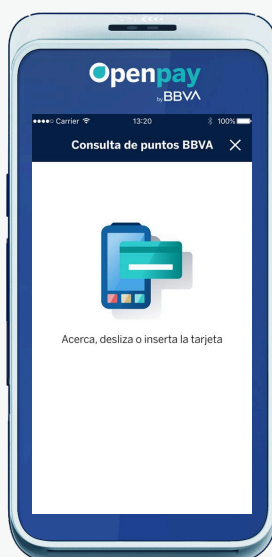 Openpay
by BBVA
Carrier 13:20 100%
Consulta de puntos BBVA
Acerca, desliza o inserta la tarjeta